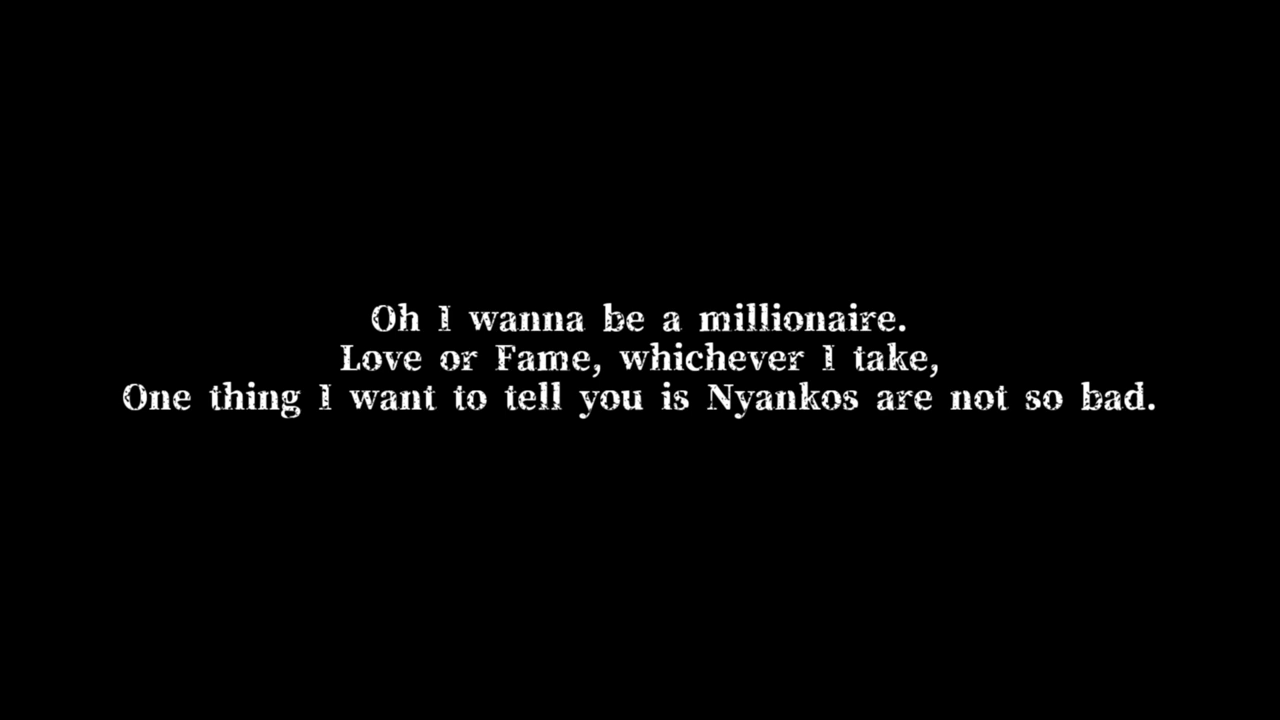 Oh I wanna be a millionaire.
Love or Fame, whichever I take,
One thing I want to tell you is Nyankos are not so bad.